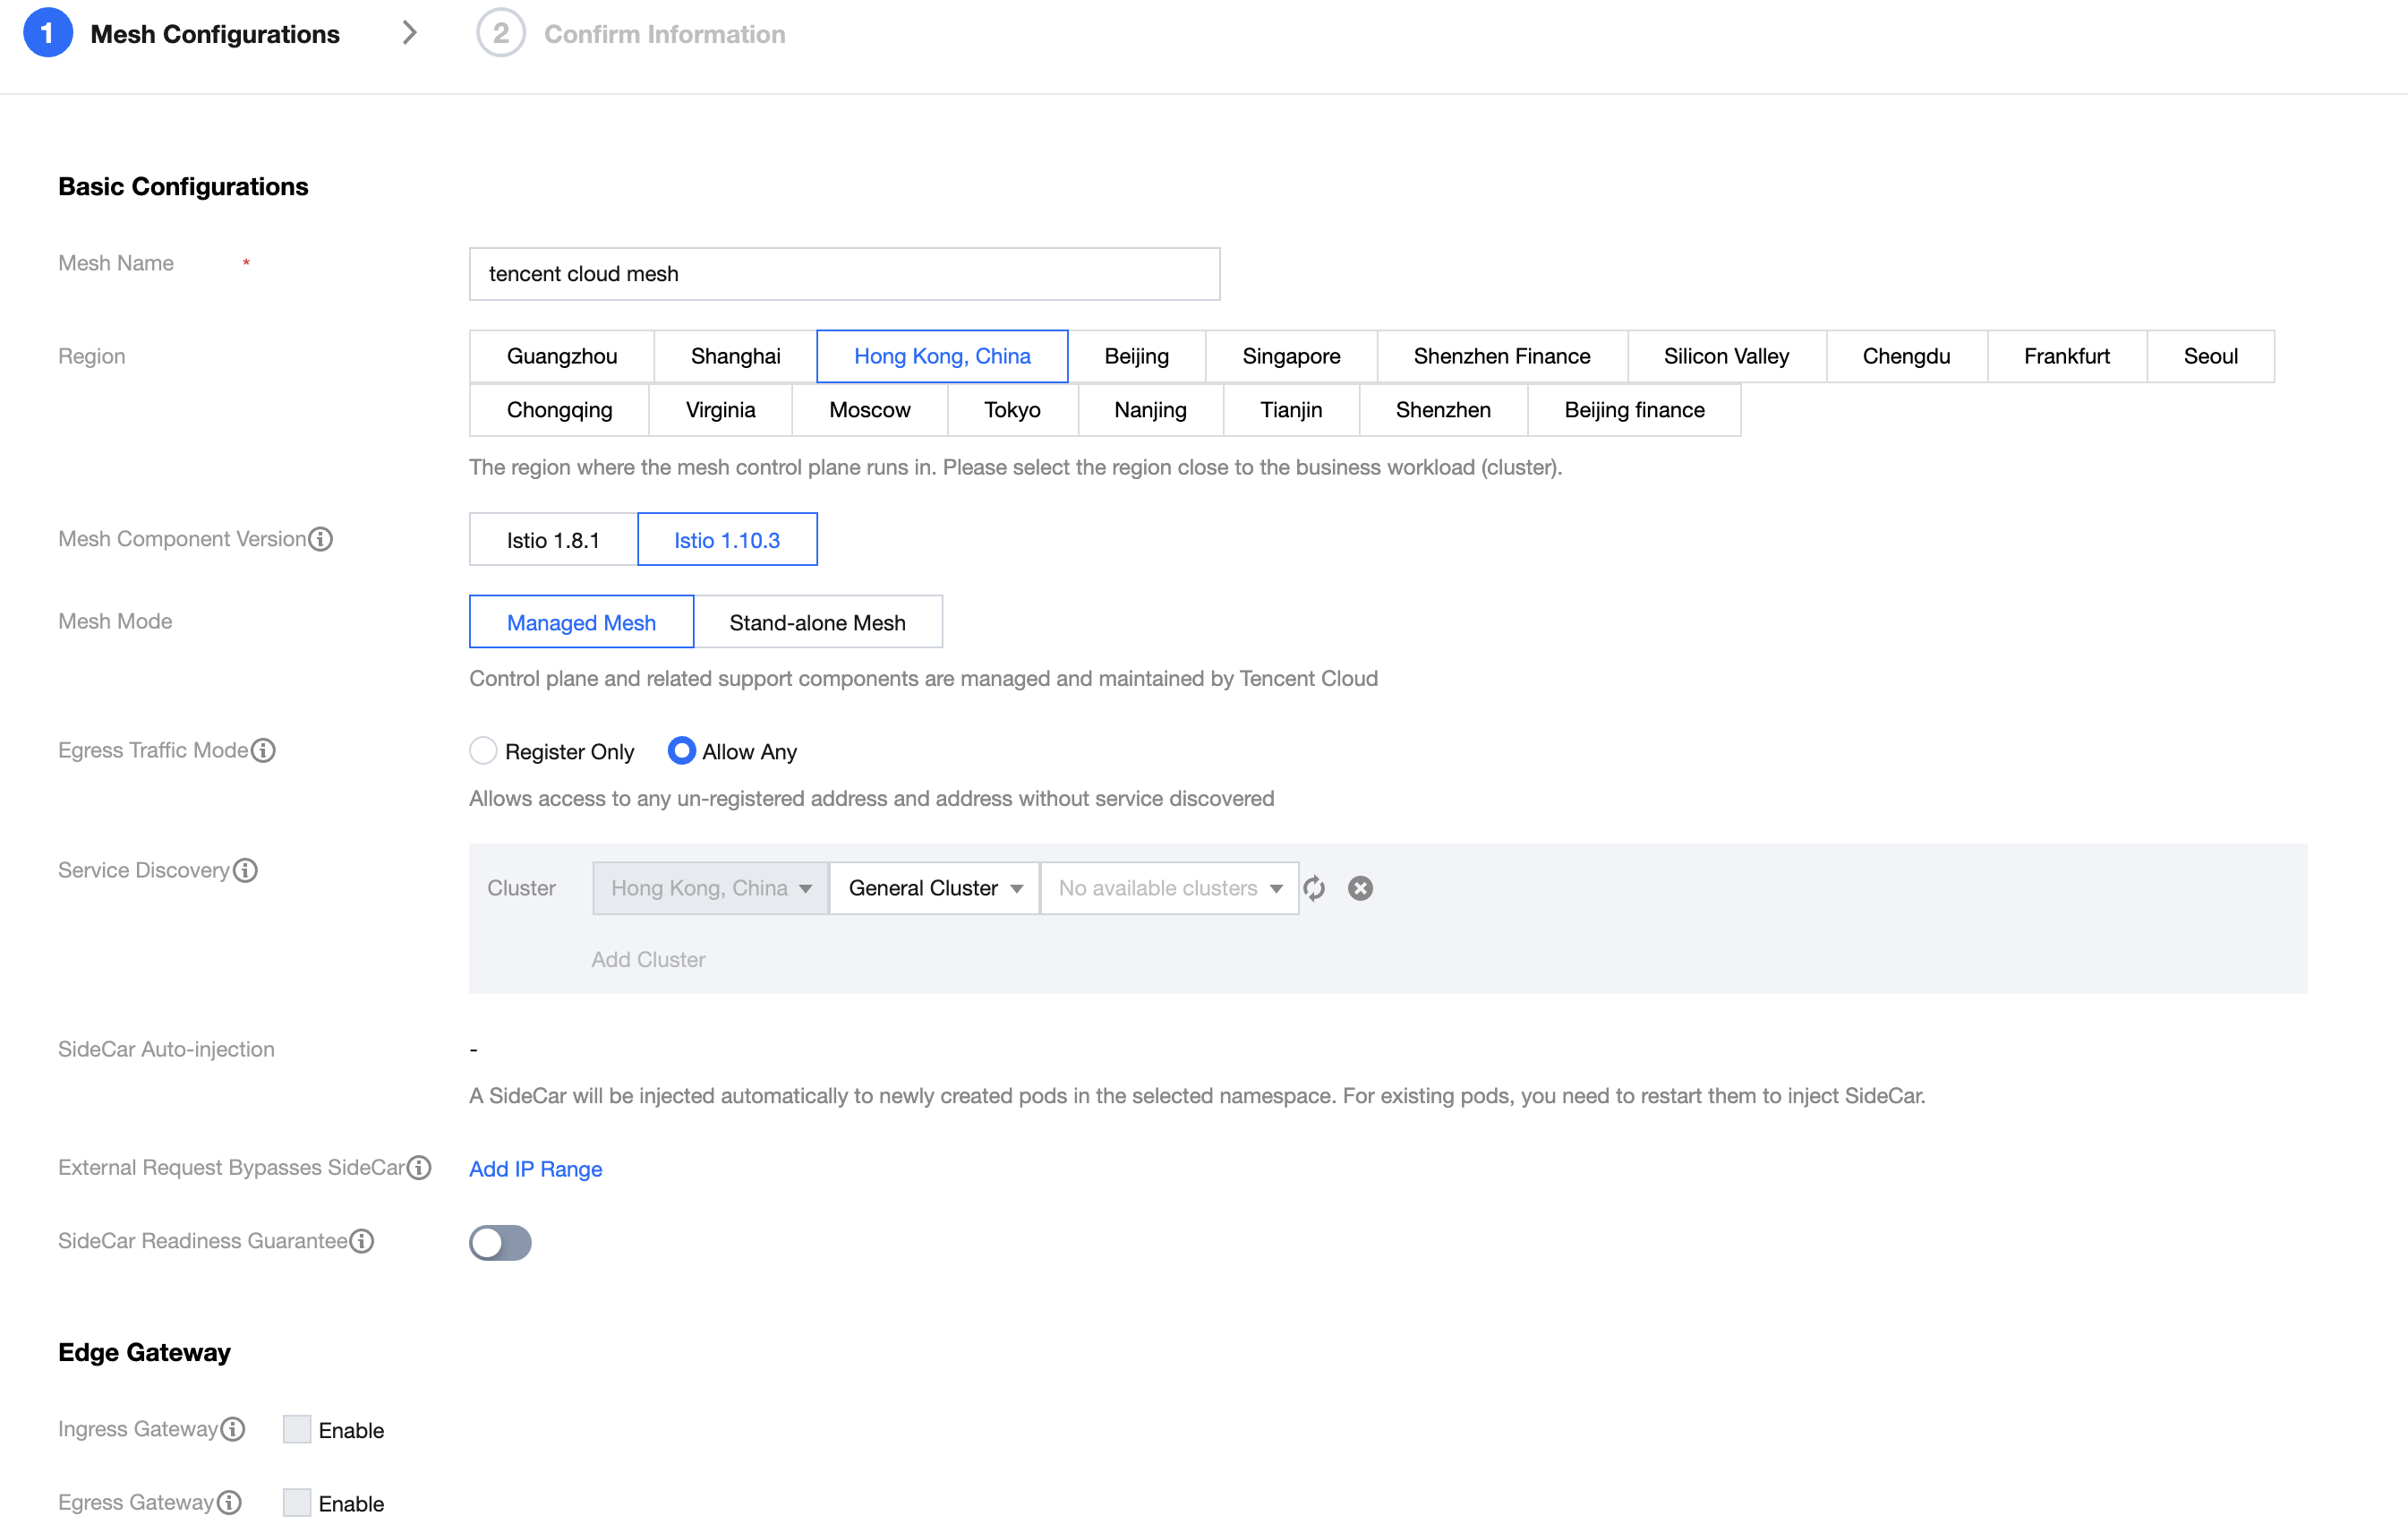 1 Mesh Configurations > 2 Confirm Information
Basic Configurations
Mesh Name * tencent cloud mesh
Region Guangzhou Shanghai Hong Kong, China Beijing Singapore Shenzhen Finance Silicon Valley Chengdu Frankfurt Seoul
Chongqing Virginia Moscow Tokyo Nanjing Tianjin Shenzhen Beijing finance
The region where the mesh control plane runs in. Please select the region close to the business workload (cluster).
Mesh Component Version Istio 1.8.1 Istio 1.10.3
Mesh Mode Managed Mesh Stand-alone Mesh
Control plane and related support components are managed and maintained by Tencent Cloud
Egress Traffic Mode Register Only Allow Any
Allows access to any un-registered address and address without service discovered
Service Discovery Cluster Hong Kong, China General Cluster No available clusters
Add Cluster
SideCar Auto-injection -
A SideCar will be injected automatically to newly created pods in the selected namespace. For existing pods, you need to restart them to inject SideCar.
External Request Bypasses SideCar Add IP Range
SideCar Readiness Guarantee
Edge Gateway
Ingress Gateway Enable
Egress Gateway Enable